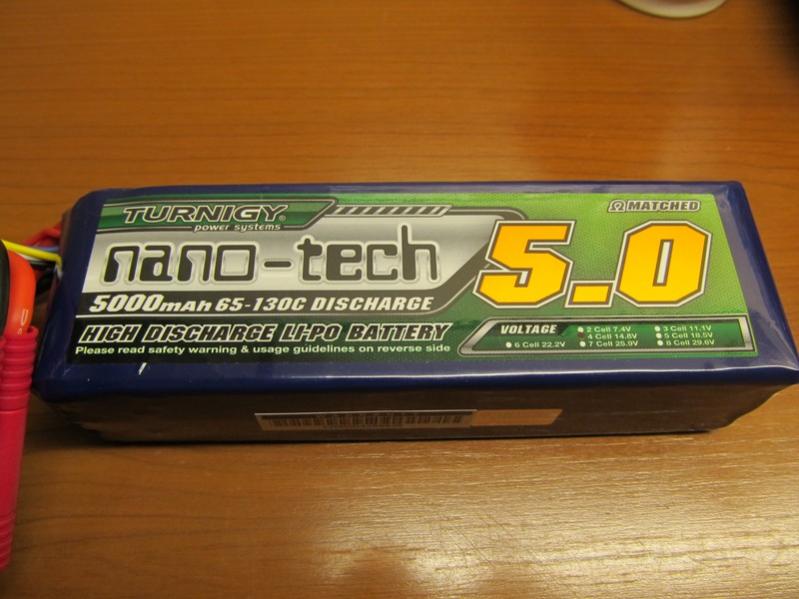 TURNIGY®
power systems
Ω MATCHED
nano-tech
5.0
5000mAh 65-130C DISCHARGE
HIGH DISCHARGE LI-PO BATTERY
Please read safety warning & usage guidelines on reverse side
VOLTAGE
2 Cell 7.4V
3 Cell 11.1V
4 Cell 14.8V
5 Cell 18.5V
6 Cell 22.2V
7 Cell 25.9V
8 Cell 29.6V